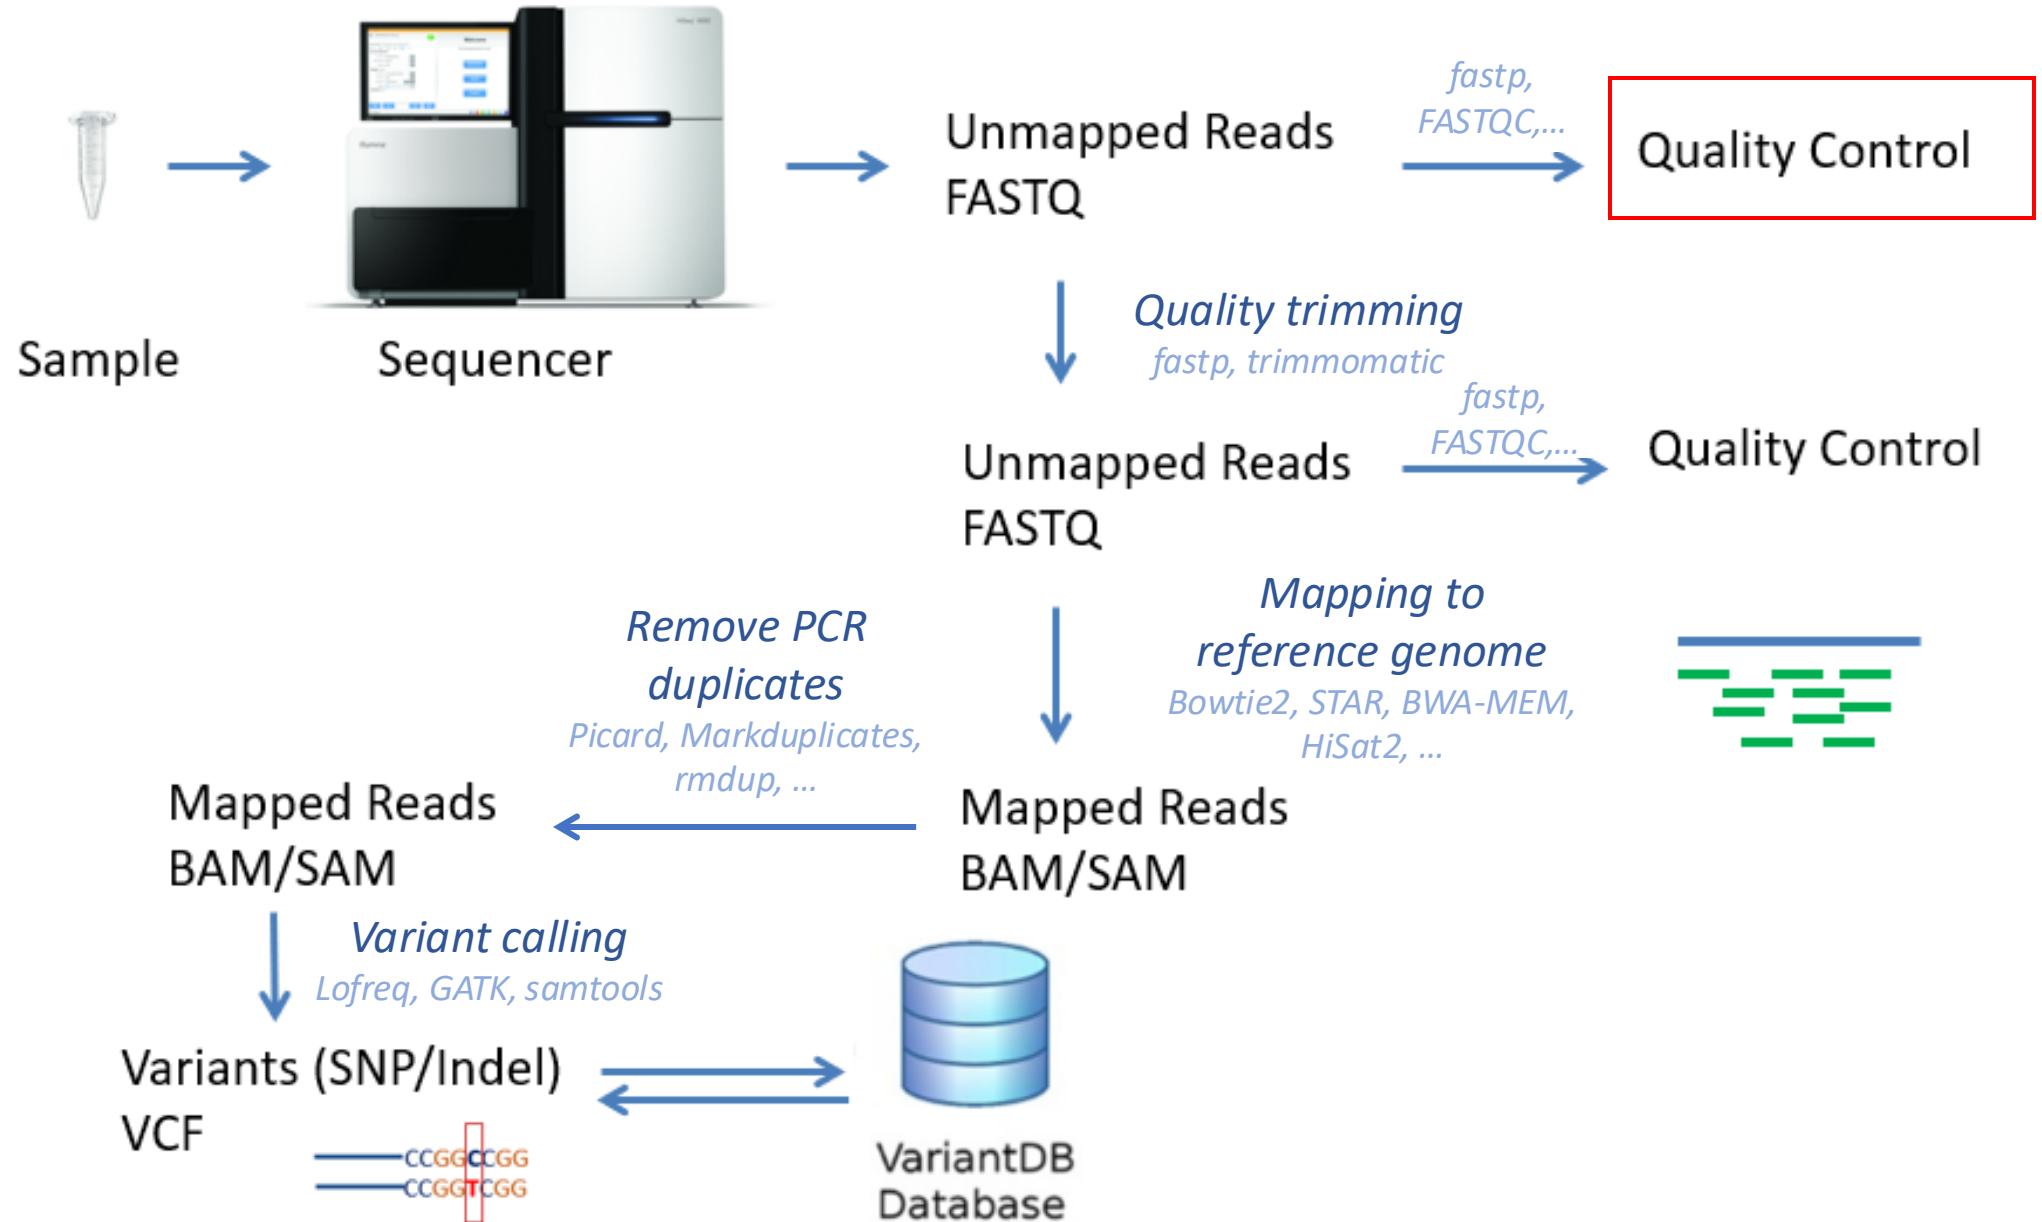 fastp,
FASTQC,...
Unmapped Reads
FASTQ
Quality Control
Sample
Sequencer
Quality trimming
fastp, trimmomatic
fastp,
FASTQC,...
Unmapped Reads
FASTQ
Quality Control
Mapping to
reference genome
Bowtie2, STAR, BWA-MEM,
HiSat2, ...
Remove PCR
duplicates
Picard, Markduplicates,
rmdup, ...
Mapped Reads
BAM/SAM
Mapped Reads
BAM/SAM
Variant calling
Lofreq, GATK, samtools
Variants (SNP/Indel)
VCF
CCGGCCGG
CCGGTCGG
VariantDB
Database